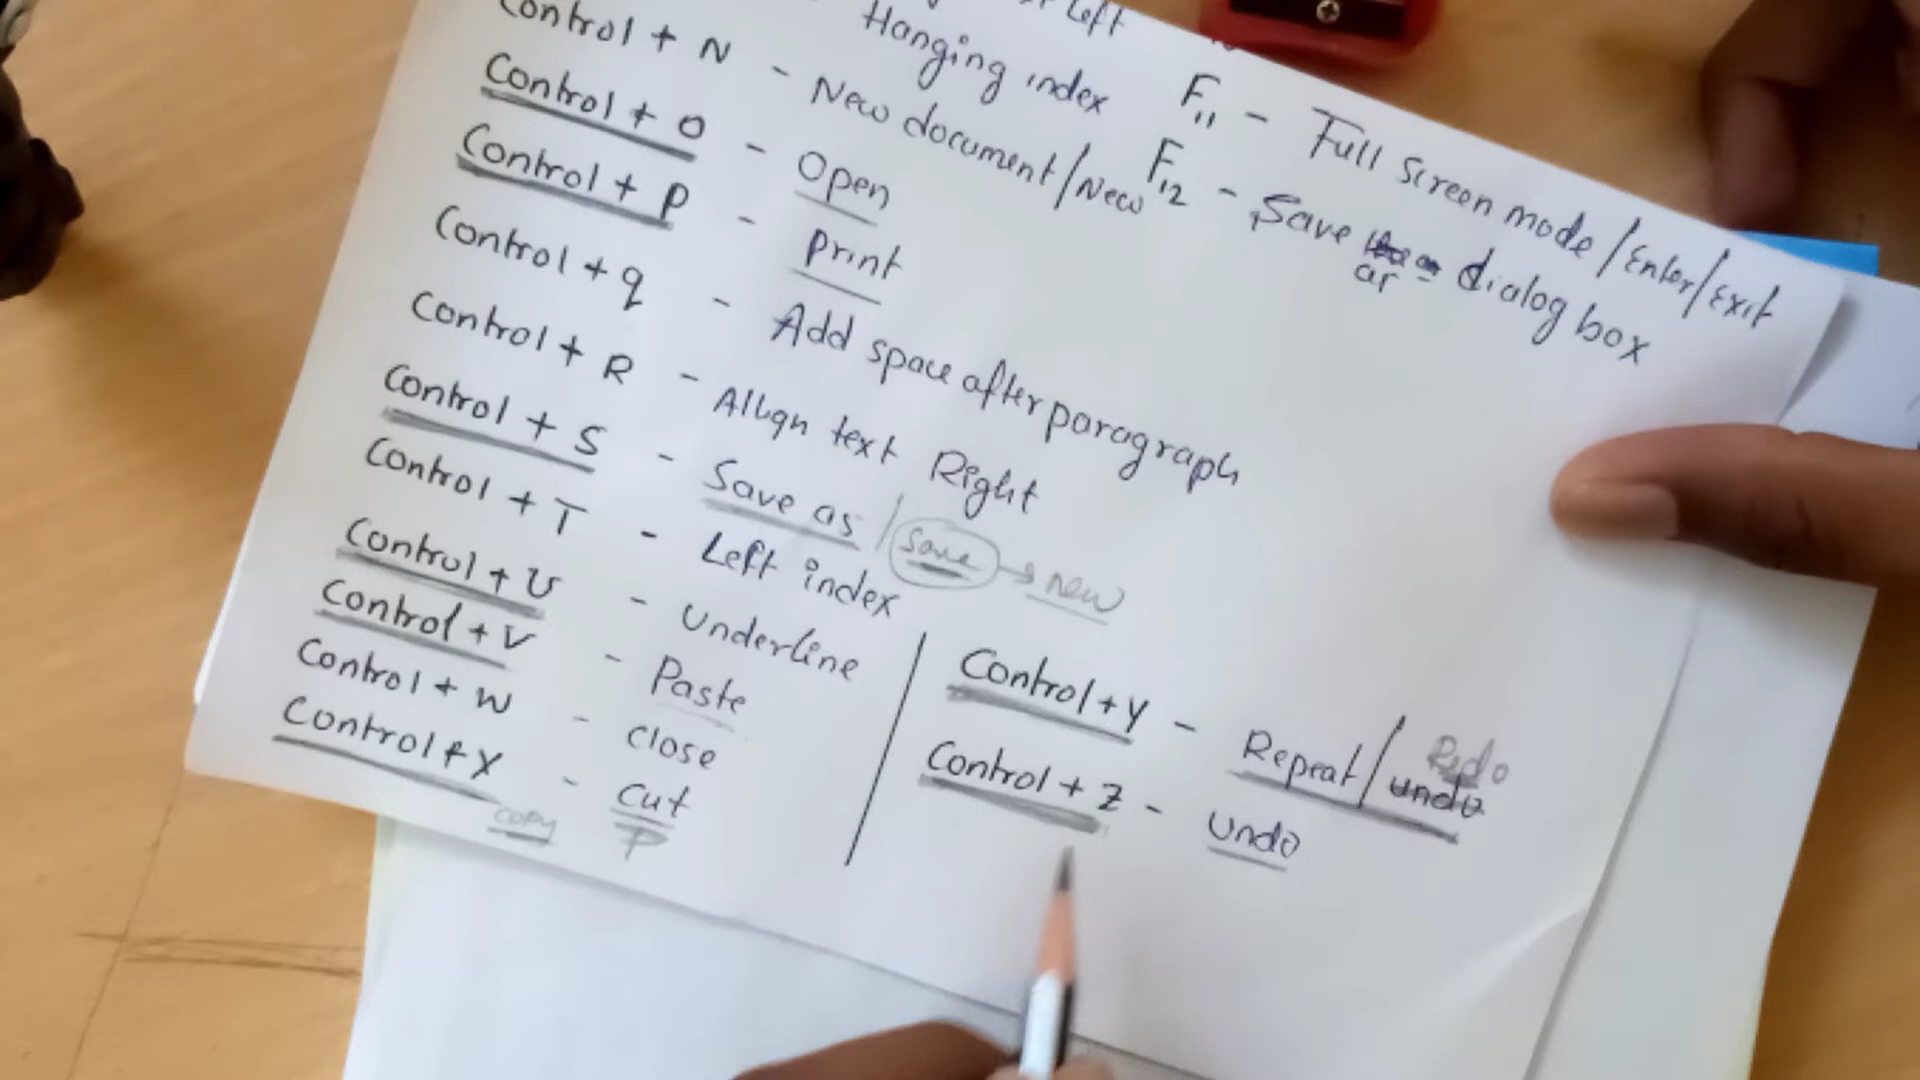 Left
Hanging index
Control + N - New document/New
Control + O - Open
Control + P - Print
Control + q - Add space after paragraph
Control + R - Allign text Right
Control + S - Save as / Save → new
Control + T - Left index
Control + U - Underline
Control + V - Paste
Control + W - close
Control + X - Cut
copy P
F11 - Full screen mode/Enter/Exit
F12 - Save as dialog box
Control + Y - Repeat/undo Redo
Control + Z - Undo